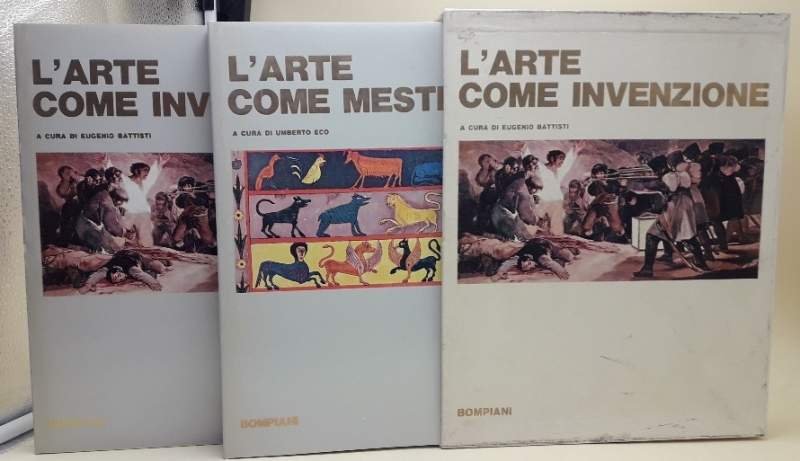 L'ARTE
COME INV
A CURA DI EUGENIO BATTISTI
L'ARTE
COME MESTI
A CURA DI UMBERTO ECO
BOMPIANI
L'ARTE
COME INVENZIONE
A CURA DI EUGENIO BATTISTI
BOMPIANI